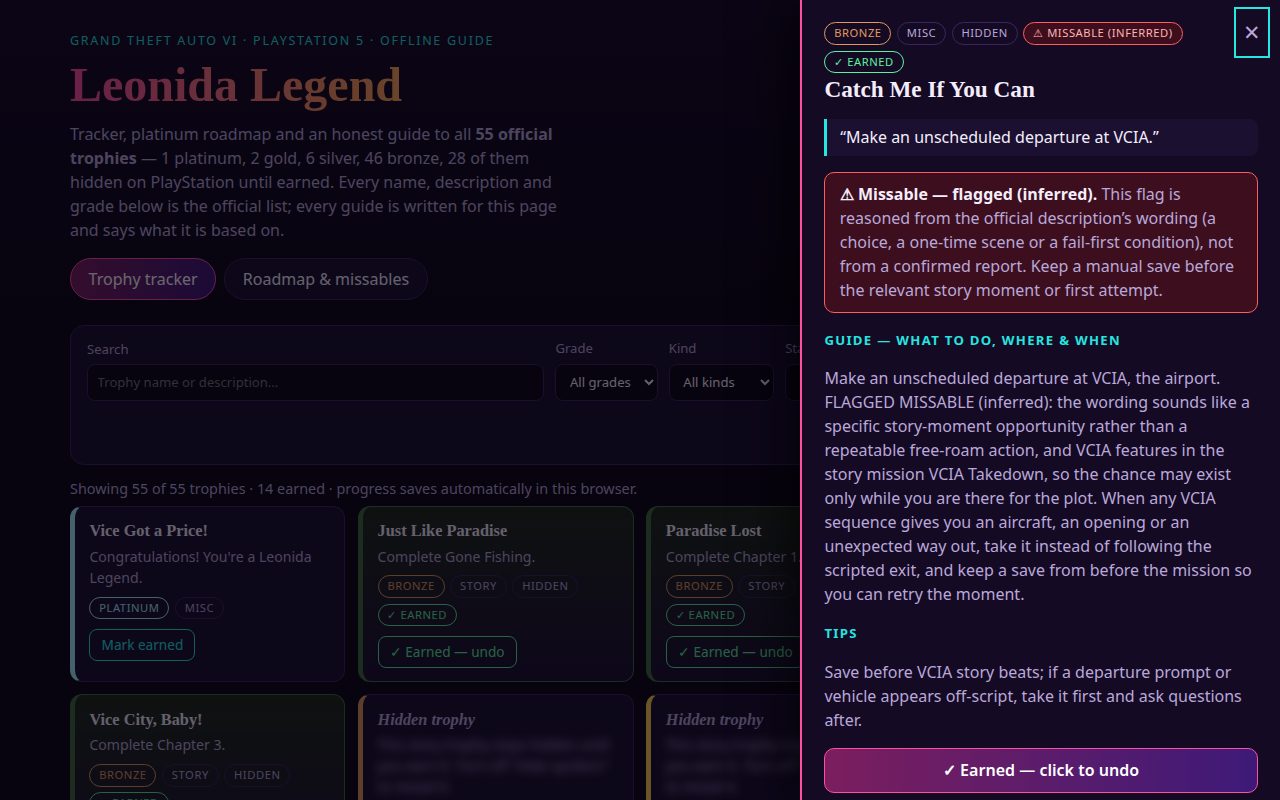 GRAND THEFT AUTO VI · PLAYSTATION 5 · OFFLINE GUIDE
Leonida Legend
Tracker, platinum roadmap and an honest guide to all 55 official
trophies — 1 platinum, 2 gold, 6 silver, 46 bronze, 28 of them
hidden on PlayStation until earned. Every name, description and
grade below is the official list; every guide is written for this page
and says what it is based on.
Trophy tracker
Roadmap & missables
Search
Grade
Kind
Trophy name or description...
All grades
All kinds
Showing 55 of 55 trophies · 14 earned · progress saves automatically in this browser.
Vice Got a Price!
Congratulations! You're a Leonida
Legend.
PLATINUM
MISC
Mark earned
Just Like Paradise
Complete Gone Fishing.
BRONZE
STORY
HIDDEN
✓ EARNED
✓ Earned — undo
Paradise Lost
Complete Chapter 1.
BRONZE
STORY
✓ EARNED
✓ Earned — undo
Vice City, Baby!
Complete Chapter 3.
BRONZE
STORY
HIDDEN
Hidden trophy
Hidden trophy
BRONZE
MISC
HIDDEN
⚠ MISSABLE (INFERRED)
✓ EARNED
✕
Catch Me If You Can
“Make an unscheduled departure at VCIA.”
⚠ Missable — flagged (inferred). This flag is
reasoned from the official description’s wording (a
choice, a one-time scene or a fail-first condition), not
from a confirmed report. Keep a manual save before
the relevant story moment or first attempt.
GUIDE — WHAT TO DO, WHERE & WHEN
Make an unscheduled departure at VCIA, the airport.
FLAGGED MISSABLE (inferred): the wording sounds like a
specific story-moment opportunity rather than a
repeatable free-roam action, and VCIA features in the
story mission VCIA Takedown, so the chance may exist
only while you are there for the plot. When any VCIA
sequence gives you an aircraft, an opening or an
unexpected way out, take it instead of following the
scripted exit, and keep a save from before the mission so
you can retry the moment.
TIPS
Save before VCIA story beats; if a departure prompt or
vehicle appears off-script, take it first and ask questions
after.
✓ Earned — click to undo